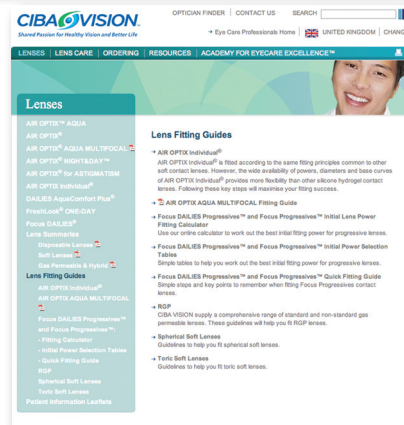 CIBA VISION
OPTICIAN FINDER | CONTACT US SEARCH
Shared Passion for Healthy Vision and Better Life
→ Eye Care Professionals Home | UNITED KINGDOM | CHANG
LENSES | LENS CARE | ORDERING | RESOURCES | ACADEMY FOR EYECARE EXCELLENCE™
Lenses
AIR OPTIX™ AQUA
AIR OPTIX®
AIR OPTIX® AQUA MULTIFOCAL
AIR OPTIX® NIGHT&DAY™
AIR OPTIX® for ASTIGMATISM
AIR OPTIX Individual®
DAILIES AquaComfort Plus®
FreshLook® ONE-DAY
Focus DAILIES®
Lens Summaries
Disposable Lenses
Soft Lenses
Gas Permeable & Hybrid
Lens Fitting Guides
AIR OPTIX Individual®
AIR OPTIX AQUA MULTIFOCAL
Focus DAILIES Progressives™
and Focus Progressives™:
- Fitting Calculator
- Initial Power Selection Tables
- Quick Fitting Guide
RGP
Spherical Soft Lenses
Toric Soft Lenses
Patient Information Leaflets
Lens Fitting Guides
→ AIR OPTIX Individual®
AIR OPTIX Individual® is fitted according to the same fitting principles common to other
soft contact lenses. However, the wide availability of powers, diameters and base curves
of AIR OPTIX Individual® provides more flexibility than other silicone hydrogel contact
lenses. Following these key steps will maximise your fitting success.
→ AIR OPTIX AQUA MULTIFOCAL Fitting Guide
→ Focus DAILIES Progressives™ and Focus Progressives™ Initial Lens Power
Fitting Calculator
Use our online calculator to work out the best initial fitting power for progressive lenses.
→ Focus DAILIES Progressives™ and Focus Progressives™ Initial Power Selection
Tables
Simple tables to help you work out the best initial fitting power for progressive lenses.
→ Focus DAILIES Progressives™ and Focus Progressives™ Quick Fitting Guide
Simple steps and key points to remember when fitting Focus Progressives contact
lenses.
→ RGP
CIBA VISION supply a comprehensive range of standard and non-standard gas
permeable lenses. These guidelines will help you fit RGP lenses.
→ Spherical Soft Lenses
Guidelines to help you fit spherical soft lenses.
→ Toric Soft Lenses
Guidelines to help you fit toric soft lenses.